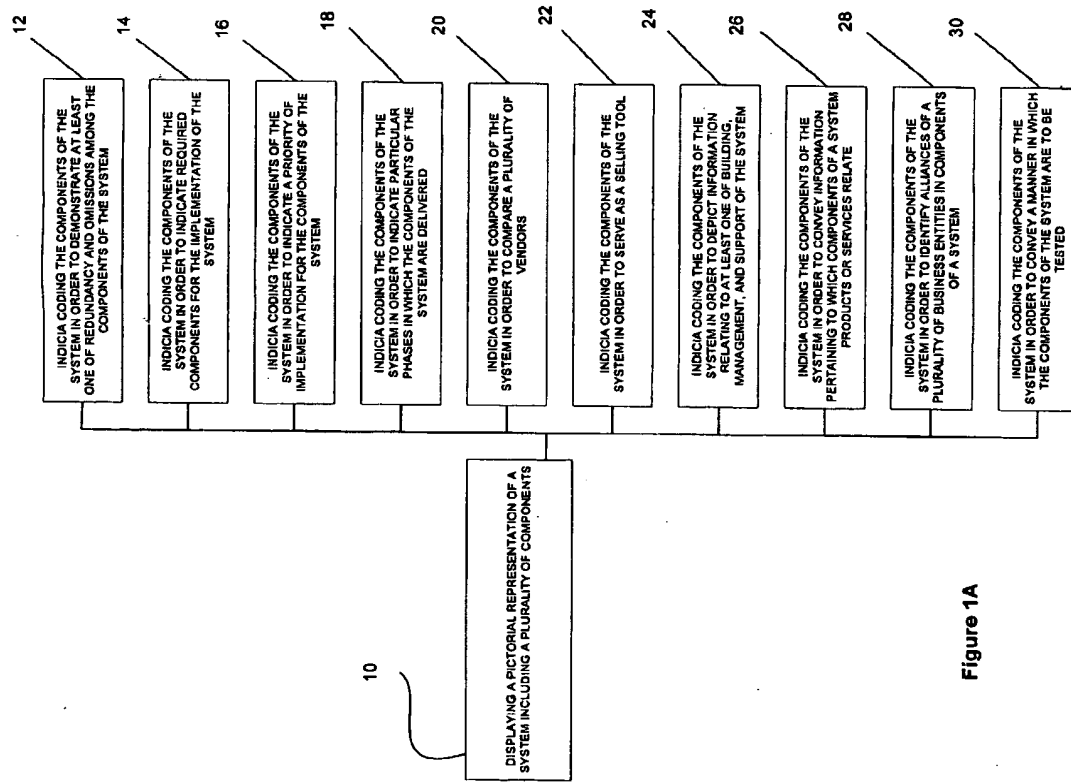 10
DISPLAYING A PICTORIAL REPRESENTATION OF A
SYSTEM INCLUDING A PLURALITY OF COMPONENTS
INDICIA CODING THE COMPONENTS OF THE
SYSTEM IN ORDER TO DEMONSTRATE AT LEAST
ONE OF REDUNDANCY AND OMISSIONS AMONG THE
COMPONENTS OF THE SYSTEM
12
INDICIA CODING THE COMPONENTS OF THE
SYSTEM IN ORDER TO INDICATE REQUIRED
COMPONENTS FOR THE IMPLEMENTATION OF THE
SYSTEM
14
INDICIA CODING THE COMPONENTS OF THE
SYSTEM IN ORDER TO INDICATE A PRIORITY OF
IMPLEMENTATION FOR THE COMPONENTS OF THE
SYSTEM
16
INDICIA CODING THE COMPONENTS OF THE
SYSTEM IN ORDER TO INDICATE PARTICULAR
PHASES IN WHICH THE COMPONENTS OF THE
SYSTEM ARE DELIVERED
18
INDICIA CODING THE COMPONENTS OF THE
SYSTEM IN ORDER TO COMPARE A PLURALITY OF
VENDORS
20
INDICIA CODING THE COMPONENTS OF THE
SYSTEM IN ORDER TO SERVE AS A SELLING TOOL
22
INDICIA CODING THE COMPONENTS OF THE
SYSTEM IN ORDER TO DEPICT INFORMATION
RELATING TO AT LEAST ONE OF BUILDING,
MANAGEMENT, AND SUPPORT OF THE SYSTEM
24
INDICIA CODING THE COMPONENTS OF THE
SYSTEM IN ORDER TO CONVEY INFORMATION
PERTAINING TO WHICH COMPONENTS OF A SYSTEM
PRODUCTS OR SERVICES RELATE
26
INDICIA CODING THE COMPONENTS OF THE
SYSTEM IN ORDER TO IDENTIFY ALLIANCES OF A
PLURALITY OF BUSINESS ENTITIES IN COMPONENTS
OF A SYSTEM
28
INDICIA CODING THE COMPONENTS OF THE
SYSTEM IN ORDER TO CONVEY A MANNER IN WHICH
THE COMPONENTS OF THE SYSTEM ARE TO BE
TESTED
30
Figure 1A